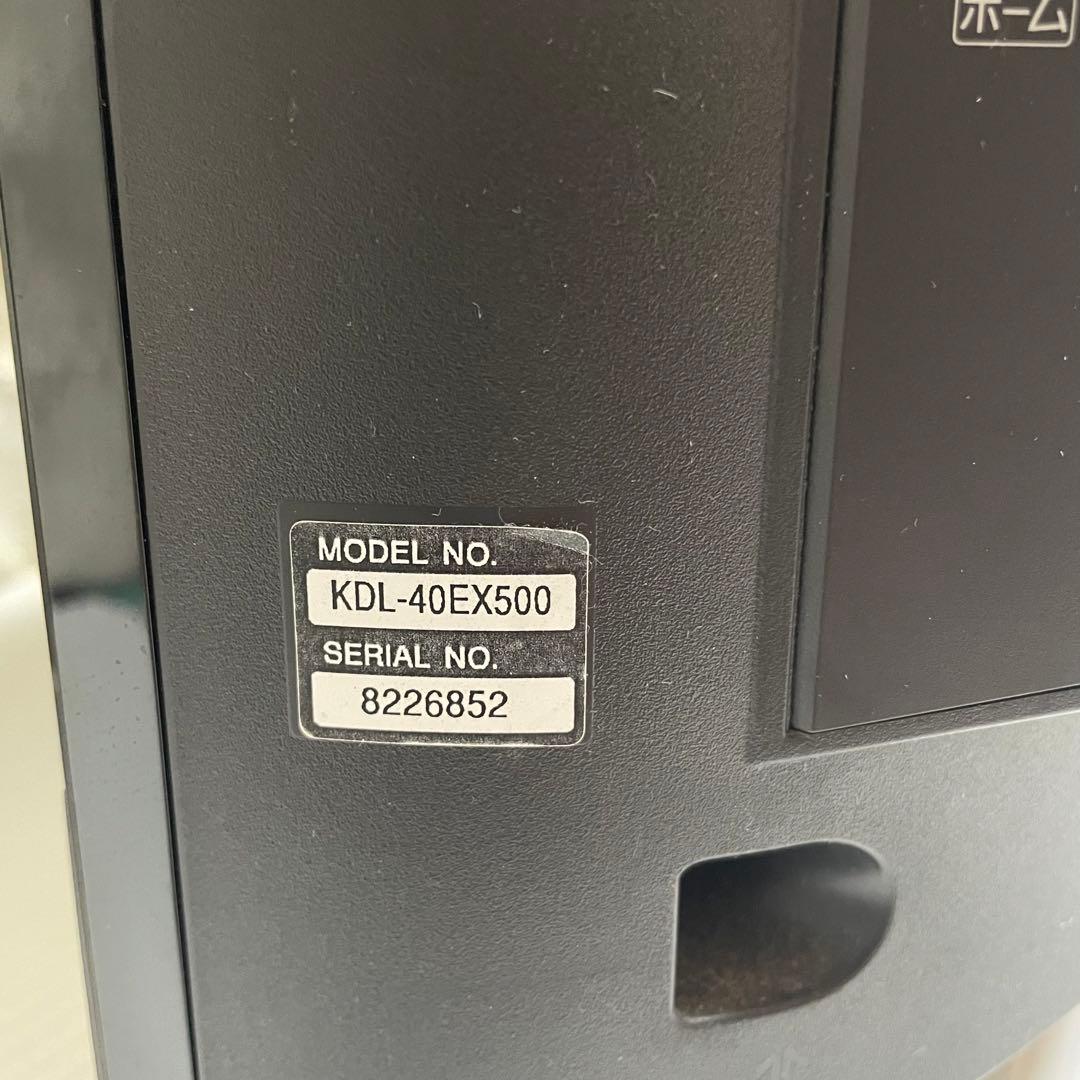 ホーム
MODEL NO.
KDL-40EX500
SERIAL NO.
8226852